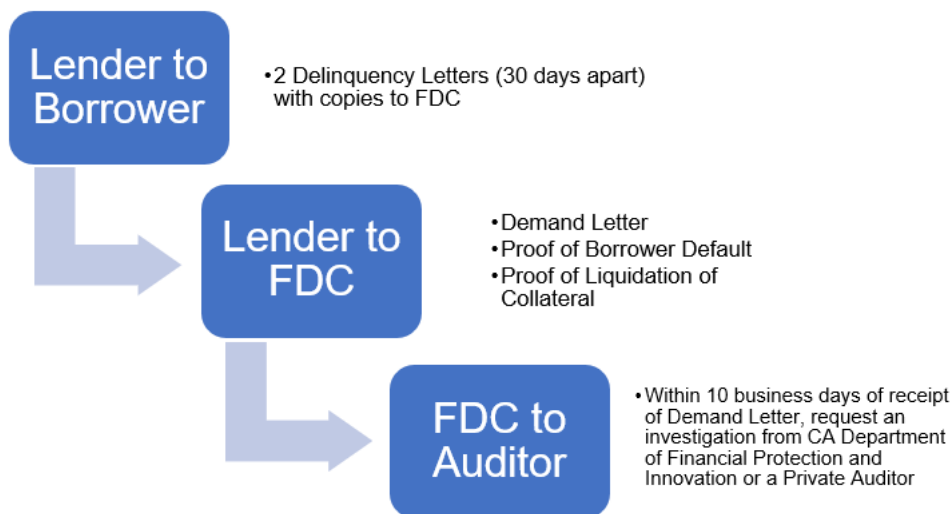 Lender to
Borrower
•2 Delinquency Letters (30 days apart)
with copies to FDC
Lender to
FDC
•Demand Letter
•Proof of Borrower Default
•Proof of Liquidation of
Collateral
FDC to
Auditor
•Within 10 business days of receipt
of Demand Letter, request an
investigation from CA Department
of Financial Protection and
Innovation or a Private Auditor